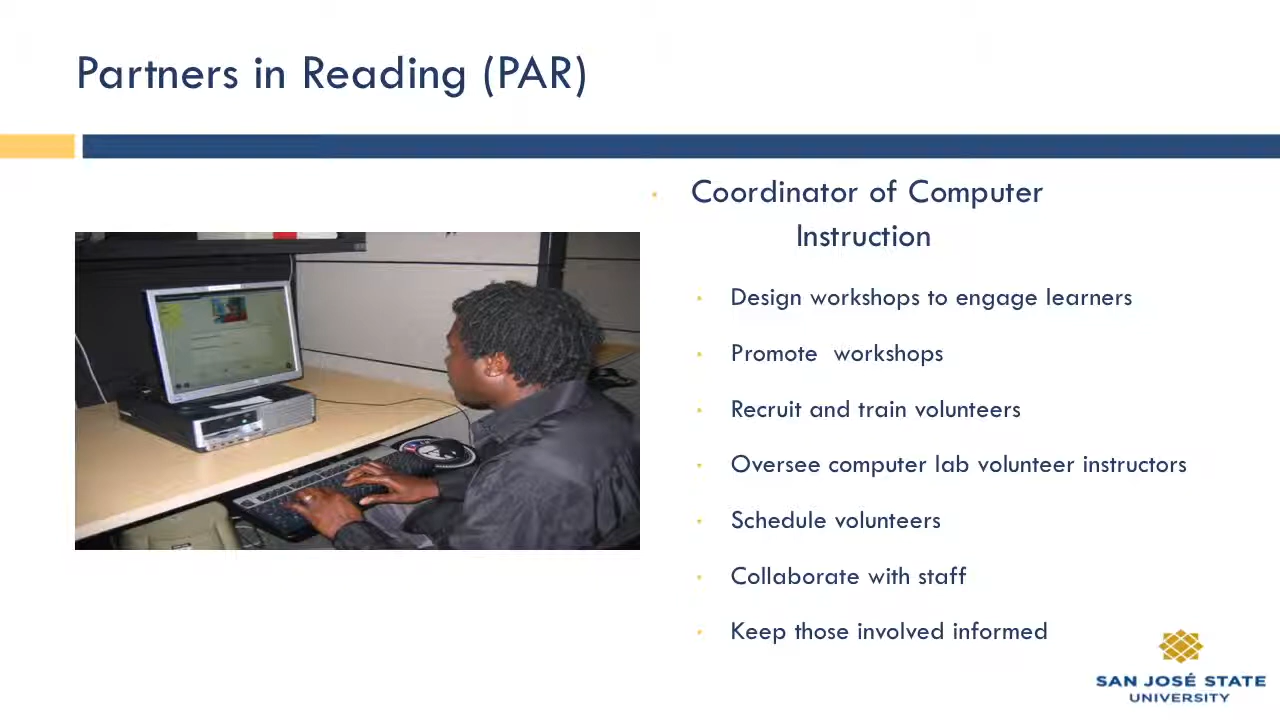 Partners in Reading (PAR)
• Coordinator of Computer
Instruction
• Design workshops to engage learners
• Promote  workshops
• Recruit and train volunteers
• Oversee computer lab volunteer instructors
• Schedule volunteers
• Collaborate with staff
• Keep those involved informed
SAN JOSÉ STATE
UNIVERSITY